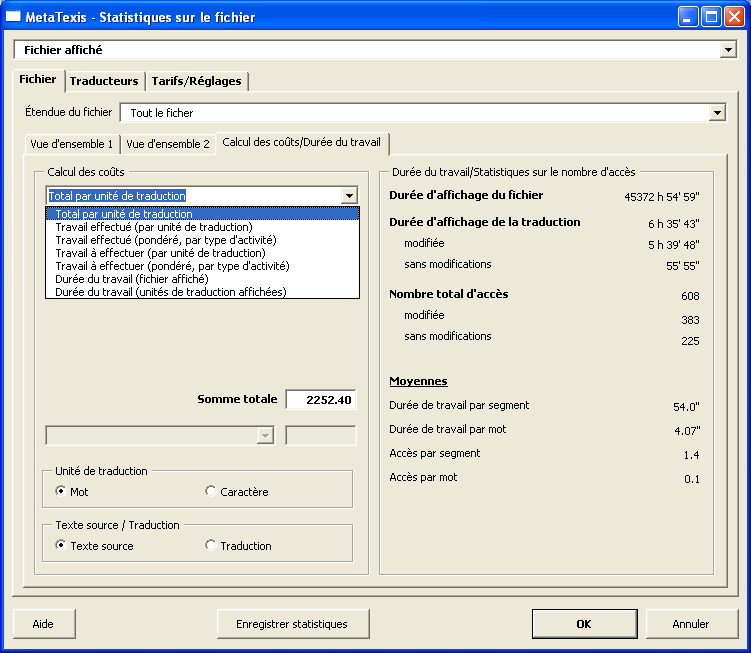 MetaTexis - Statistiques sur le fichier
Fichier affiché
Fichier
Traducteurs
Tarifs/Réglages
Étendue du fichier
Tout le ficher
Vue d'ensemble 1
Vue d'ensemble 2
Calcul des coûts/Durée du travail
Calcul des coûts
Total par unité de traduction
Total par unité de traduction
Travail effectué (par unité de traduction)
Travail effectué (pondéré, par type d'activité)
Travail à effectuer (par unité de traduction)
Travail à effectuer (pondéré, par type d'activité)
Durée du travail (fichier affiché)
Durée du travail (unités de traduction affichées)
Somme totale 2252.40
Unité de traduction
Mot
Caractère
Texte source / Traduction
Texte source
Traduction
Durée du travail/Statistiques sur le nombre d'accès
Durée d'affichage du fichier 45372 h 54' 59"
Durée d'affichage de la traduction 6 h 35' 43"
modifiée 5 h 39' 48"
sans modifications 55' 55"
Nombre total d'accès 608
modifiée 383
sans modifications 225
Moyennes
Durée de travail par segment 54.0"
Durée de travail par mot 4.07"
Accès par segment 1.4
Accès par mot 0.1
Aide
Enregistrer statistiques
OK
Annuler